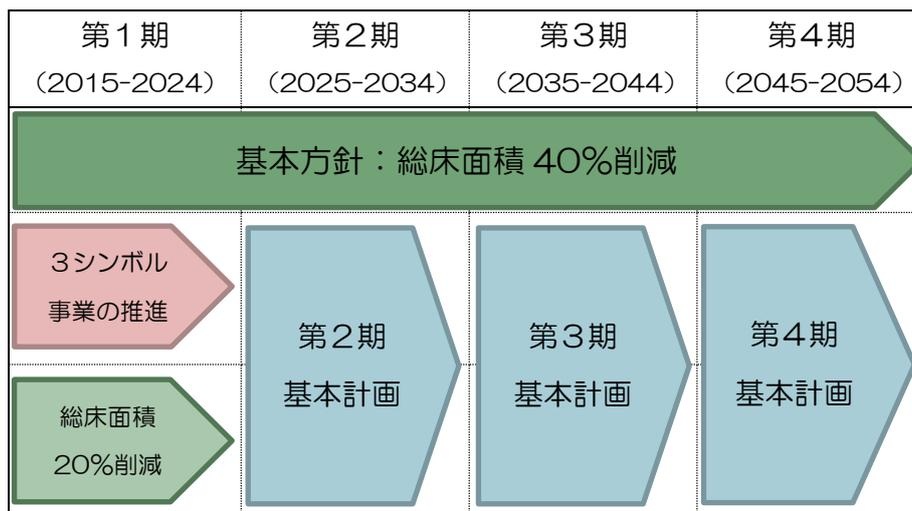 第１期
（2015-2024）
第２期
（2025-2034）
第３期
（2035-2044）
第４期
（2045-2054）
基本方針：総床面積 40％削減
３シンボル
事業の推進
総床面積
20％削減
第２期
基本計画
第３期
基本計画
第４期
基本計画